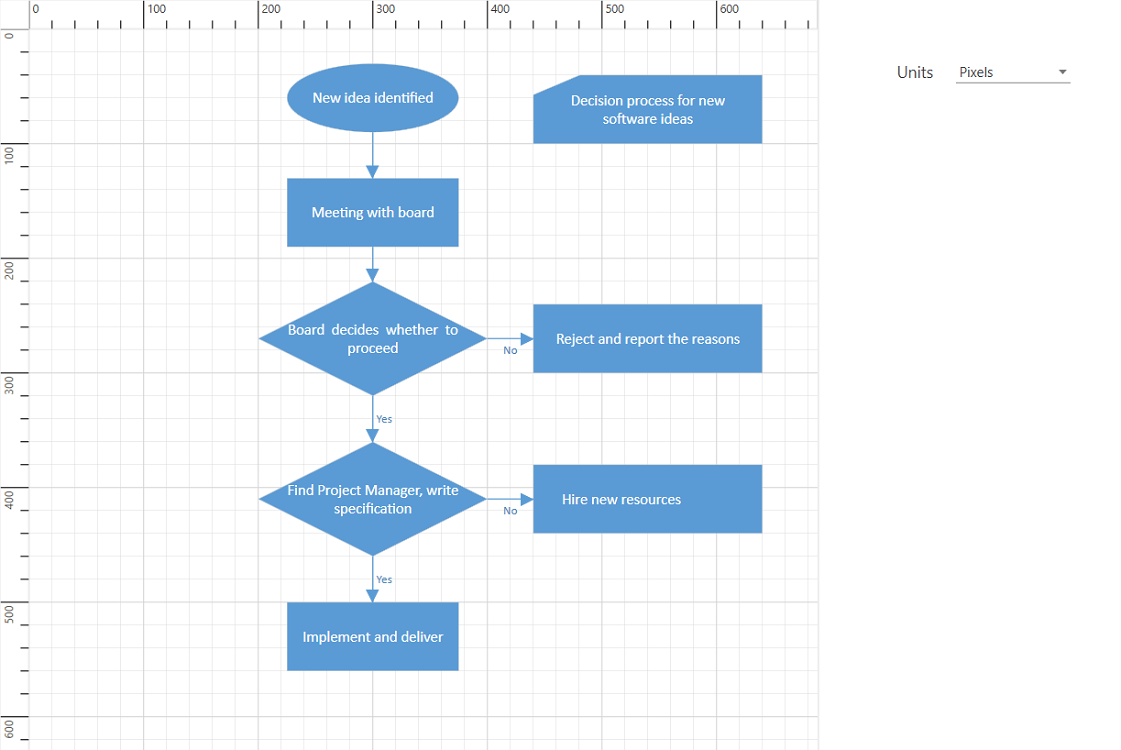 0 100 200 300 400 500 600
0
100
200
300
400
500
600
Units Pixels
New idea identified
Decision process for new
software ideas
Meeting with board
Board decides whether to
proceed
No
Reject and report the reasons
Yes
Find Project Manager, write
specification
No
Hire new resources
Yes
Implement and deliver